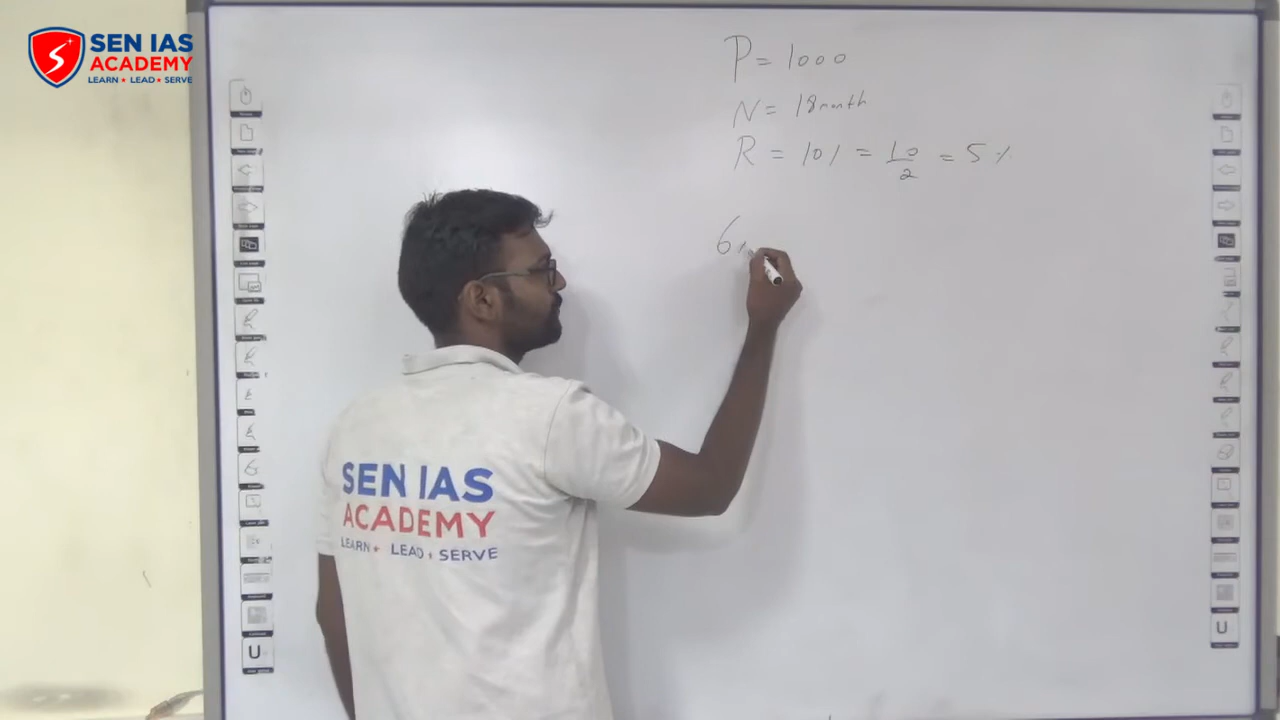 SEN IAS
ACADEMY
LEARN ★ LEAD ★ SERVE
P = 1000
N = 18 month
R = 10% = 10/2 = 5%
6
SEN IAS
ACADEMY
LEARN ★ LEAD ★ SERVE
U
U